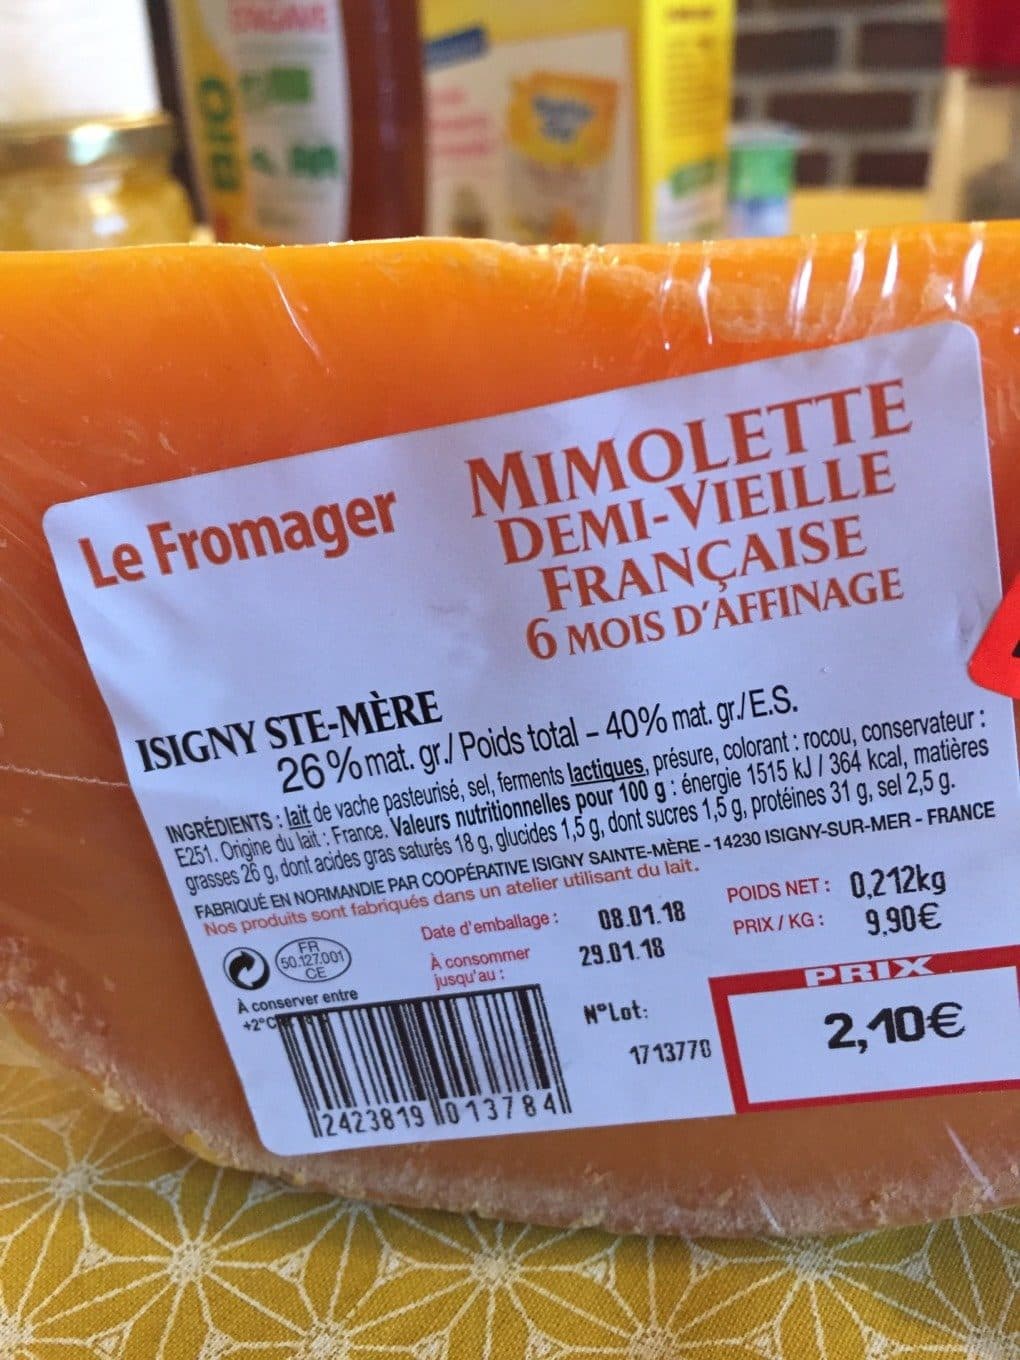 BIO
Le Fromager
MIMOLETTE
DEMI-VIEILLE
FRANÇAISE
6 MOIS D'AFFINAGE
ISIGNY STE-MÈRE
26% mat. gr./ Poids total – 40% mat. gr./E.S.
INGRÉDIENTS : lait de vache pasteurisé, sel, ferments lactiques, présure, colorant : rocou, conservateur :
E251. Origine du lait : France. Valeurs nutritionnelles pour 100 g : énergie 1515 kJ / 364 kcal, matières
grasses 26 g, dont acides gras saturés 18 g, glucides 1,5 g, dont sucres 1,5 g, protéines 31 g, sel 2,5 g.
FABRIQUÉ EN NORMANDIE PAR COOPÉRATIVE ISIGNY SAINTE-MÈRE - 14230 ISIGNY-SUR-MER - FRANCE
Nos produits sont fabriqués dans un atelier utilisant du lait.
FR
50.127.001
CE
Date d'emballage : 08.01.18
À consommer
jusqu'au : 29.01.18
POIDS NET : 0,212kg
PRIX / KG : 9,90€
À conserver entre
+2°C
N°Lot:
1713778
PRIX
2,10€
2423819 013784